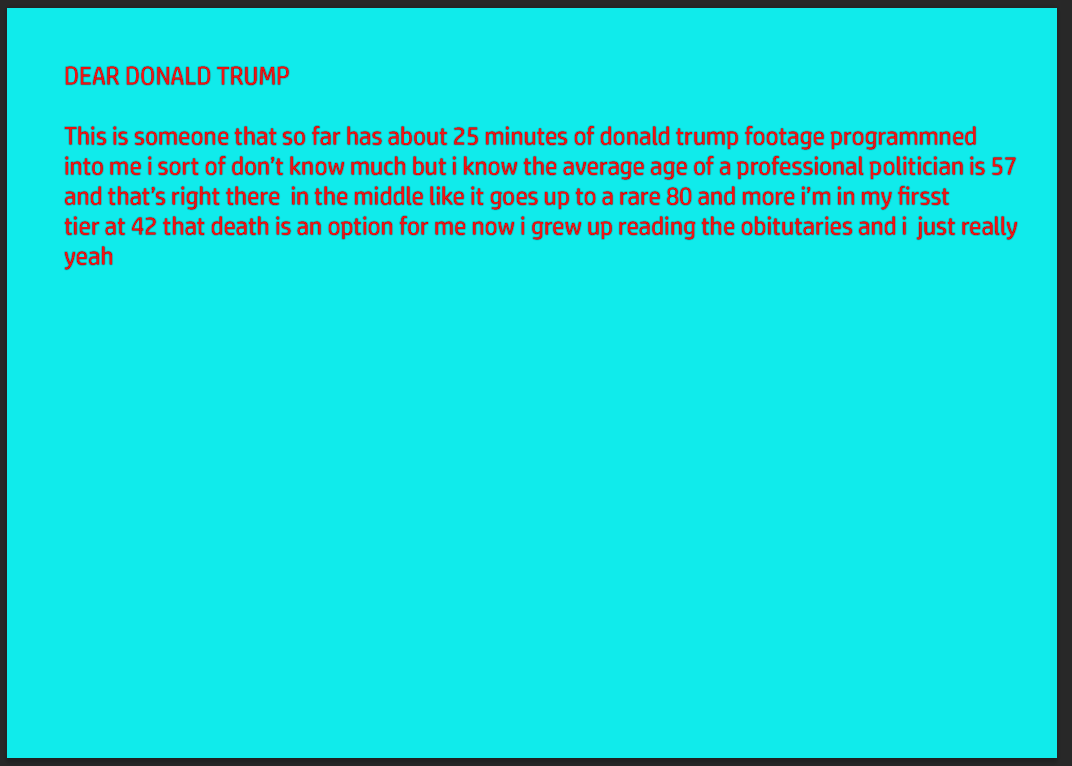 DEAR DONALD TRUMP
This is someone that so far has about 25 minutes of donald trump footage programmned
into me i sort of don't know much but i know the average age of a professional politician is 57
and that's right there  in the middle like it goes up to a rare 80 and more i'm in my firsst
tier at 42 that death is an option for me now i grew up reading the obitutaries and i  just really
yeah